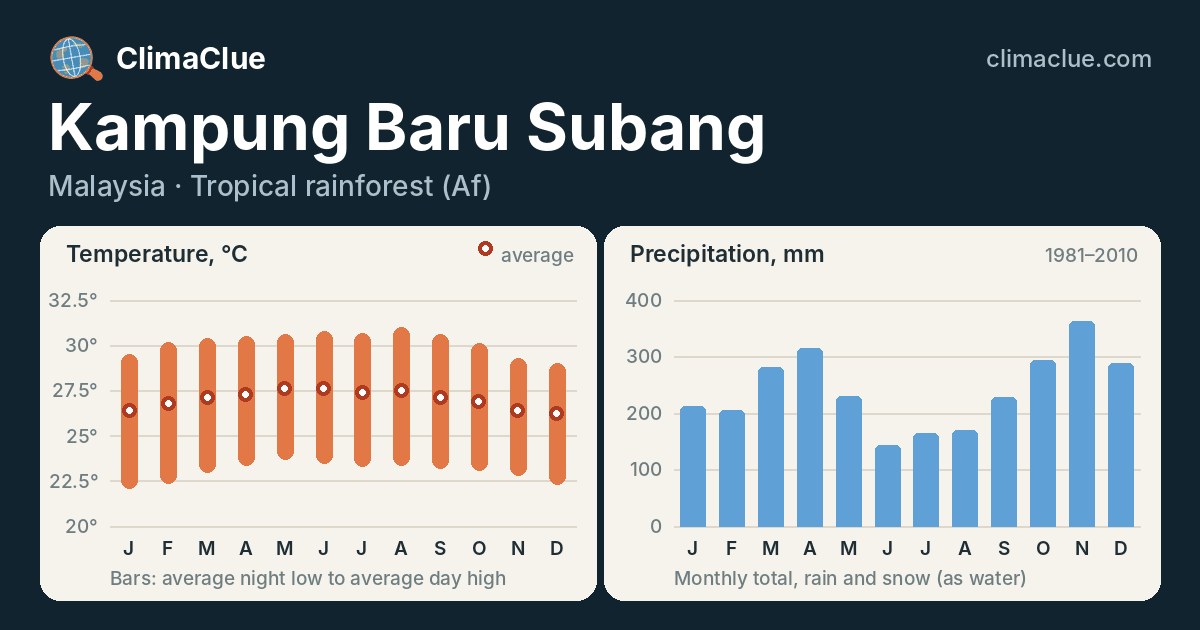 ClimaClue
climaclue.com
Kampung Baru Subang
Malaysia · Tropical rainforest (Af)
Temperature, °C
average
32.5°
30°
27.5°
25°
22.5°
20°
J F M A M J J A S O N D
Bars: average night low to average day high
Precipitation, mm
1981–2010
400
300
200
100
0
J F M A M J J A S O N D
Monthly total, rain and snow (as water)